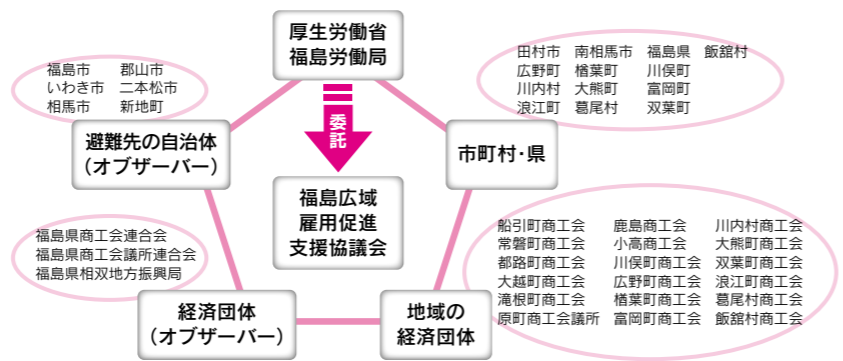 厚生労働省
福島労働局
委託
福島広域
雇用促進
支援協議会
福島市 郡山市
いわき市 二本松市
相馬市 新地町
避難先の自治体
(オブザーバー)
田村市 南相馬市 福島県 飯舘村
広野町 楢葉町 川俣町
川内村 大熊町 富岡町
浪江町 葛尾村 双葉町
市町村・県
福島県商工会連合会
福島県商工会議所連合会
福島県相双地方振興局
経済団体
(オブザーバー)
地域の
経済団体
船引町商工会 鹿島商工会 川内村商工会
常磐町商工会 小高商工会 大熊町商工会
都路町商工会 川俣町商工会 双葉町商工会
大越町商工会 広野町商工会 浪江町商工会
滝根町商工会 楢葉町商工会 葛尾村商工会
原町商工会議所 富岡町商工会 飯舘村商工会